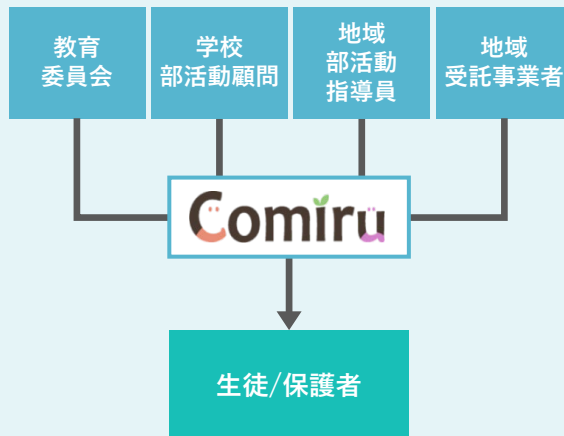 教育
委員会
学校
部活動顧問
地域
部活動
指導員
地域
受託事業者
Comiru
生徒/保護者